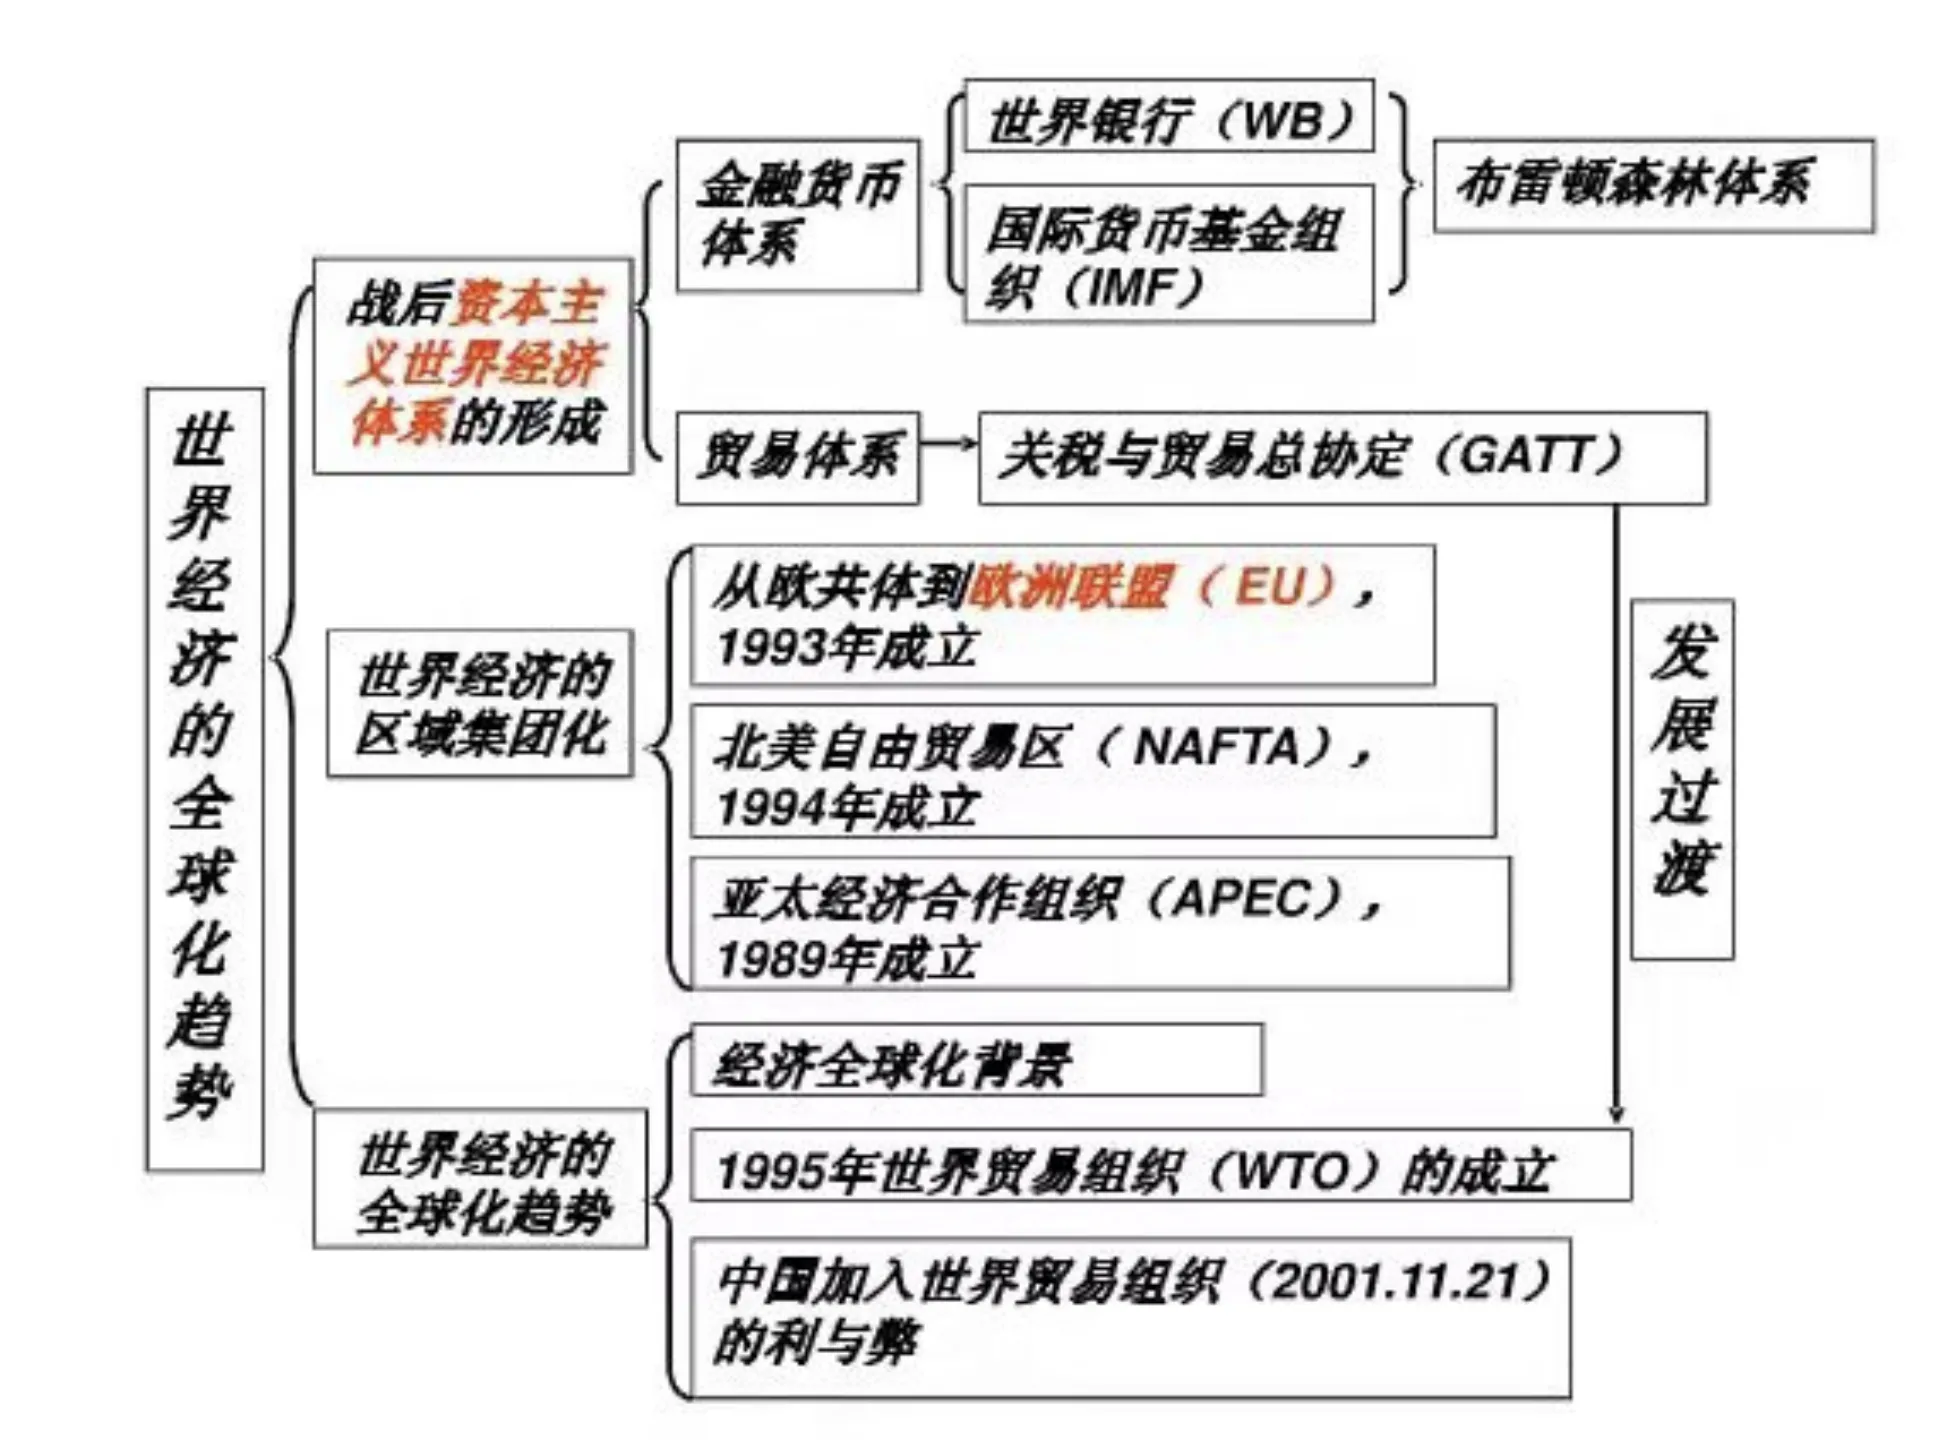 世界经济的全球化趋势
战后资本主
义世界经济
体系的形成
金融货币
体系
世界银行（WB）
国际货币基金组
织（IMF）
布雷顿森林体系
贸易体系
关税与贸易总协定（GATT）
世界经济的
区域集团化
从欧共体到欧洲联盟（ EU），
1993年成立
北美自由贸易区（ NAFTA），
1994年成立
亚太经济合作组织（APEC），
1989年成立
发展过渡
世界经济的
全球化趋势
经济全球化背景
1995年世界贸易组织（WTO）的成立
中国加入世界贸易组织（2001.11.21）
的利与弊